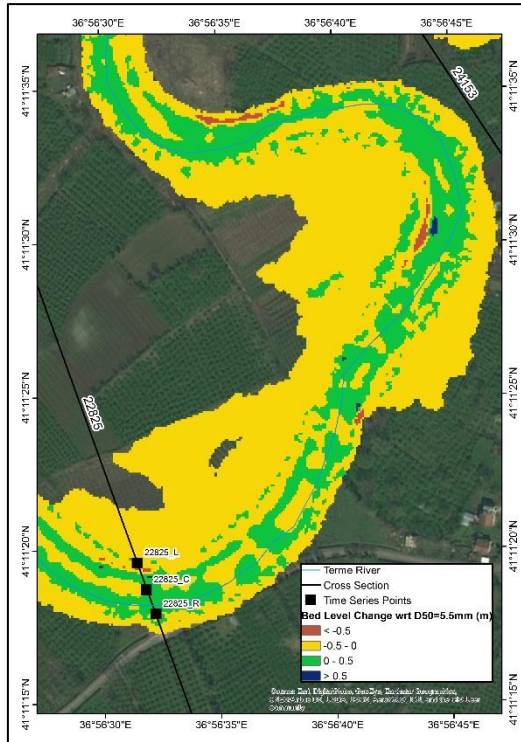 36°56'30"E 36°56'35"E 36°56'40"E 36°56'45"E
41°11'35"N 41°11'35"N
24153
41°11'30"N 41°11'30"N
41°11'25"N 41°11'25"N
22825
41°11'20"N 41°11'20"N
22825_L
22825_C
22825_R
Terme River
Cross Section
Time Series Points
Bed Level Change wrt D50=5.5mm (m)
< -0.5
-0.5 - 0
0 - 0.5
> 0.5
Community
41°11'15"N 41°11'15"N
36°56'30"E 36°56'35"E 36°56'40"E 36°56'45"E